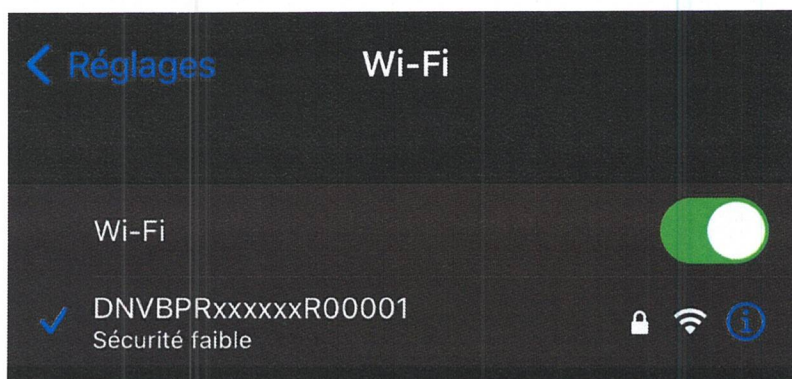 Réglages
Wi-Fi
Wi-Fi
DNVBPRxxxxxxR00001
Sécurité faible